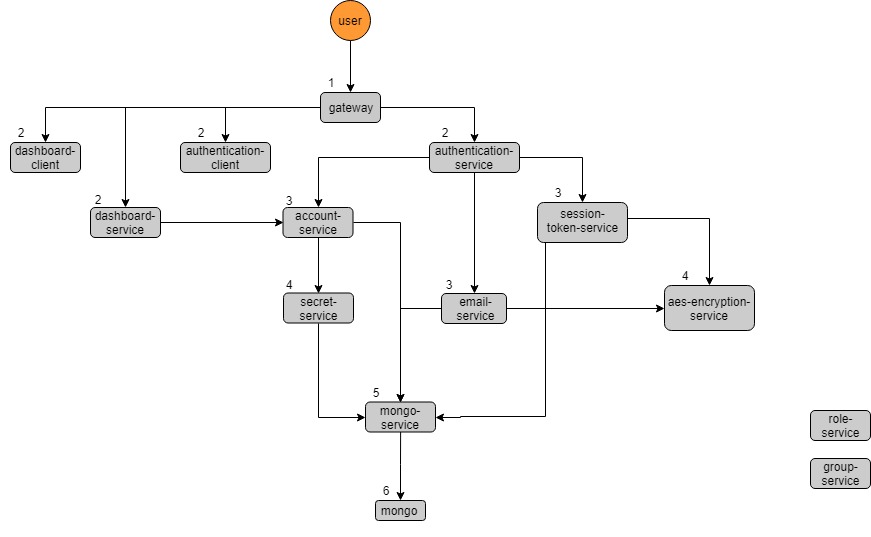 user
1
gateway
2
dashboard-
client
2
authentication-
client
2
authentication-
service
2
dashboard-
service
3
account-
service
3
session-
token-service
4
secret-
service
3
email-
service
4
aes-encryption-
service
5
mongo-
service
role-
service
group-
service
6
mongo